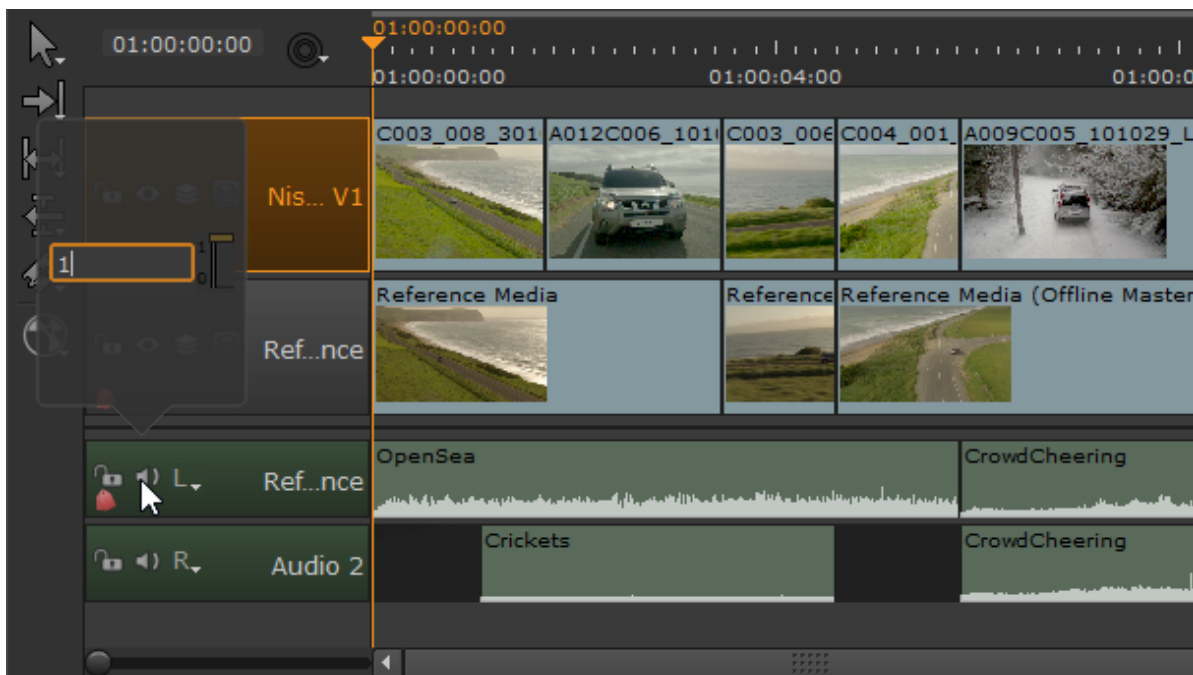 01:00:00:00
01:00:00:00
01:00:00:00 01:00:04:00 01:00:0
C003_008_301 A012C006_101 C003_006 C004_001_ A009C005_101029_L
Nis... V1
1
1
0
Reference Media Reference Reference Media (Offline Master
Ref...nce
OpenSea CrowdCheering
L Ref...nce
Crickets CrowdCheering
R Audio 2